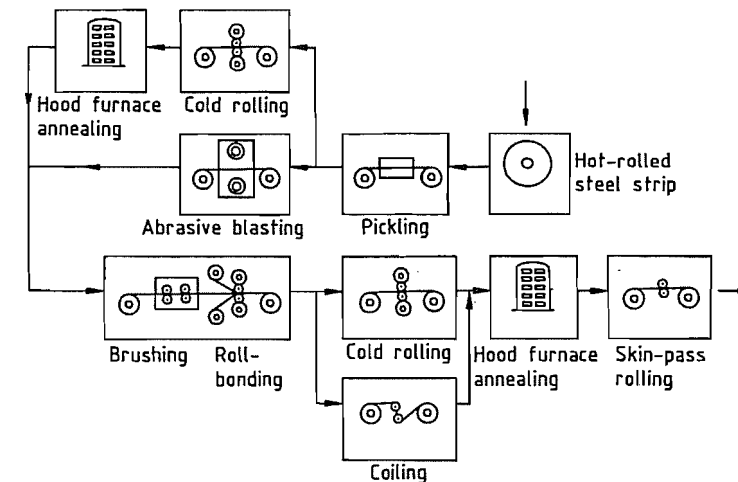 Hood furnace
annealing
Cold rolling
Hot-rolled
steel strip
Abrasive blasting
Pickling
Brushing
Roll-
bonding
Cold rolling
Hood furnace
annealing
Skin-pass
rolling
Coiling